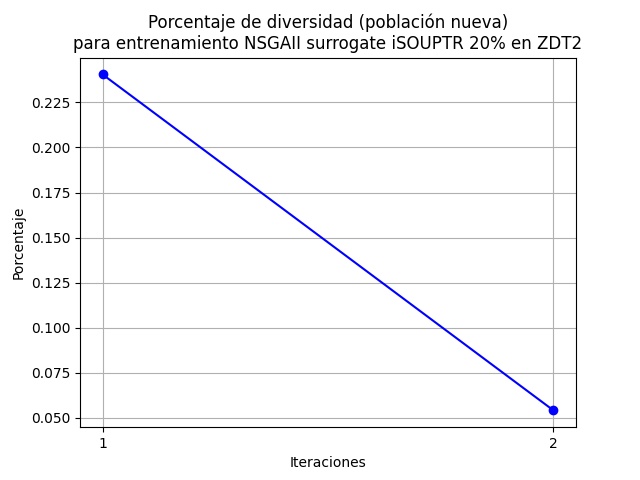 Porcentaje de diversidad (población nueva)
para entrenamiento NSGAII surrogate iSOUPTR 20% en ZDT2
0.225
0.200
0.175
0.150
0.125
0.100
0.075
0.050
Porcentaje
1
2
Iteraciones